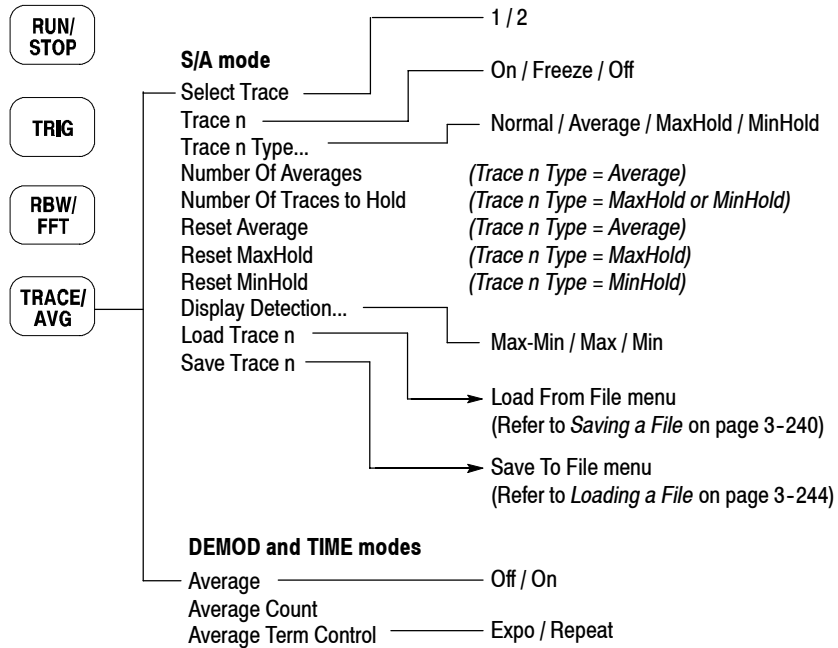 RUN/
STOP
TRIG
RBW/
FFT
TRACE/
AVG
S/A mode
Select Trace
1 / 2
Trace n
On / Freeze / Off
Trace n Type...
Normal / Average / MaxHold / MinHold
Number Of Averages
(Trace n Type = Average)
Number Of Traces to Hold
(Trace n Type = MaxHold or MinHold)
Reset Average
(Trace n Type = Average)
Reset MaxHold
(Trace n Type = MaxHold)
Reset MinHold
(Trace n Type = MinHold)
Display Detection...
Max-Min / Max / Min
Load Trace n
Load From File menu
(Refer to Saving a File on page 3-240)
Save Trace n
Save To File menu
(Refer to Loading a File on page 3-244)
DEMOD and TIME modes
Average
Off / On
Average Count
Average Term Control
Expo / Repeat